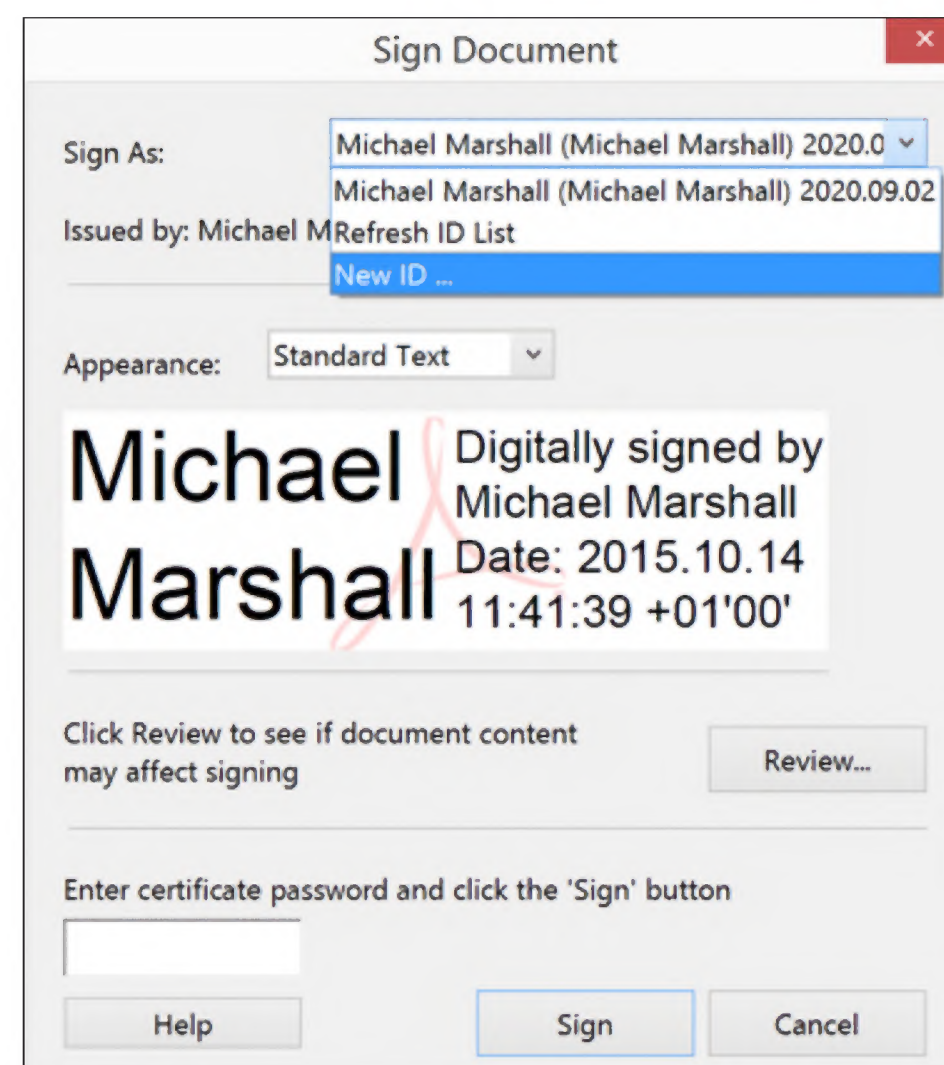 Sign Document
Sign As:
Michael Marshall (Michael Marshall) 2020.0
Michael Marshall (Michael Marshall) 2020.09.02
Issued by: Michael M
Refresh ID List
New ID ...
Appearance:
Standard Text
Michael
Marshall
Digitally signed by
Michael Marshall
Date: 2015.10.14
11:41:39 +01'00'
Click Review to see if document content
may affect signing
Review...
Enter certificate password and click the 'Sign' button
Help
Sign
Cancel